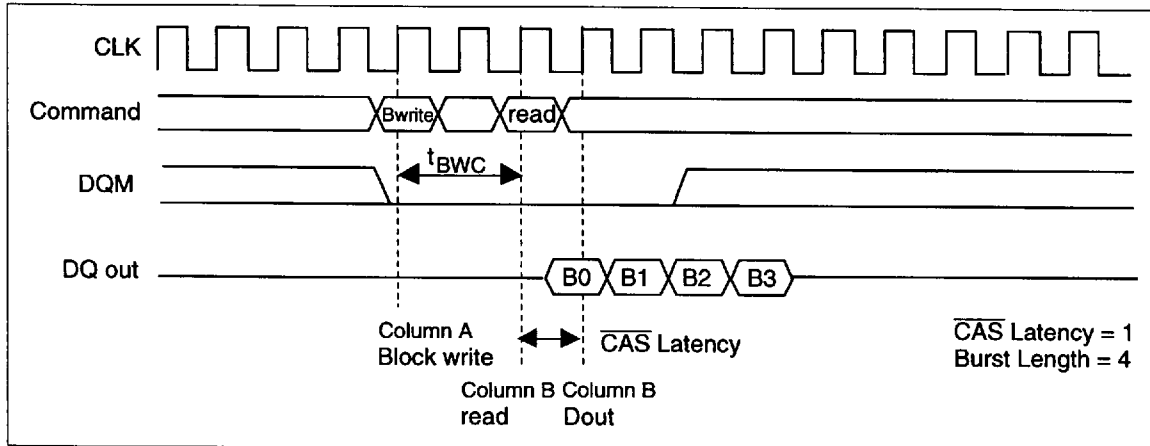 CLK
Command
Bwrite
read
tBWC
DQM
DQ out
B0 B1 B2 B3
Column A
Block write
CAS Latency
CAS Latency = 1
Burst Length = 4
Column B
read
Column B
Dout